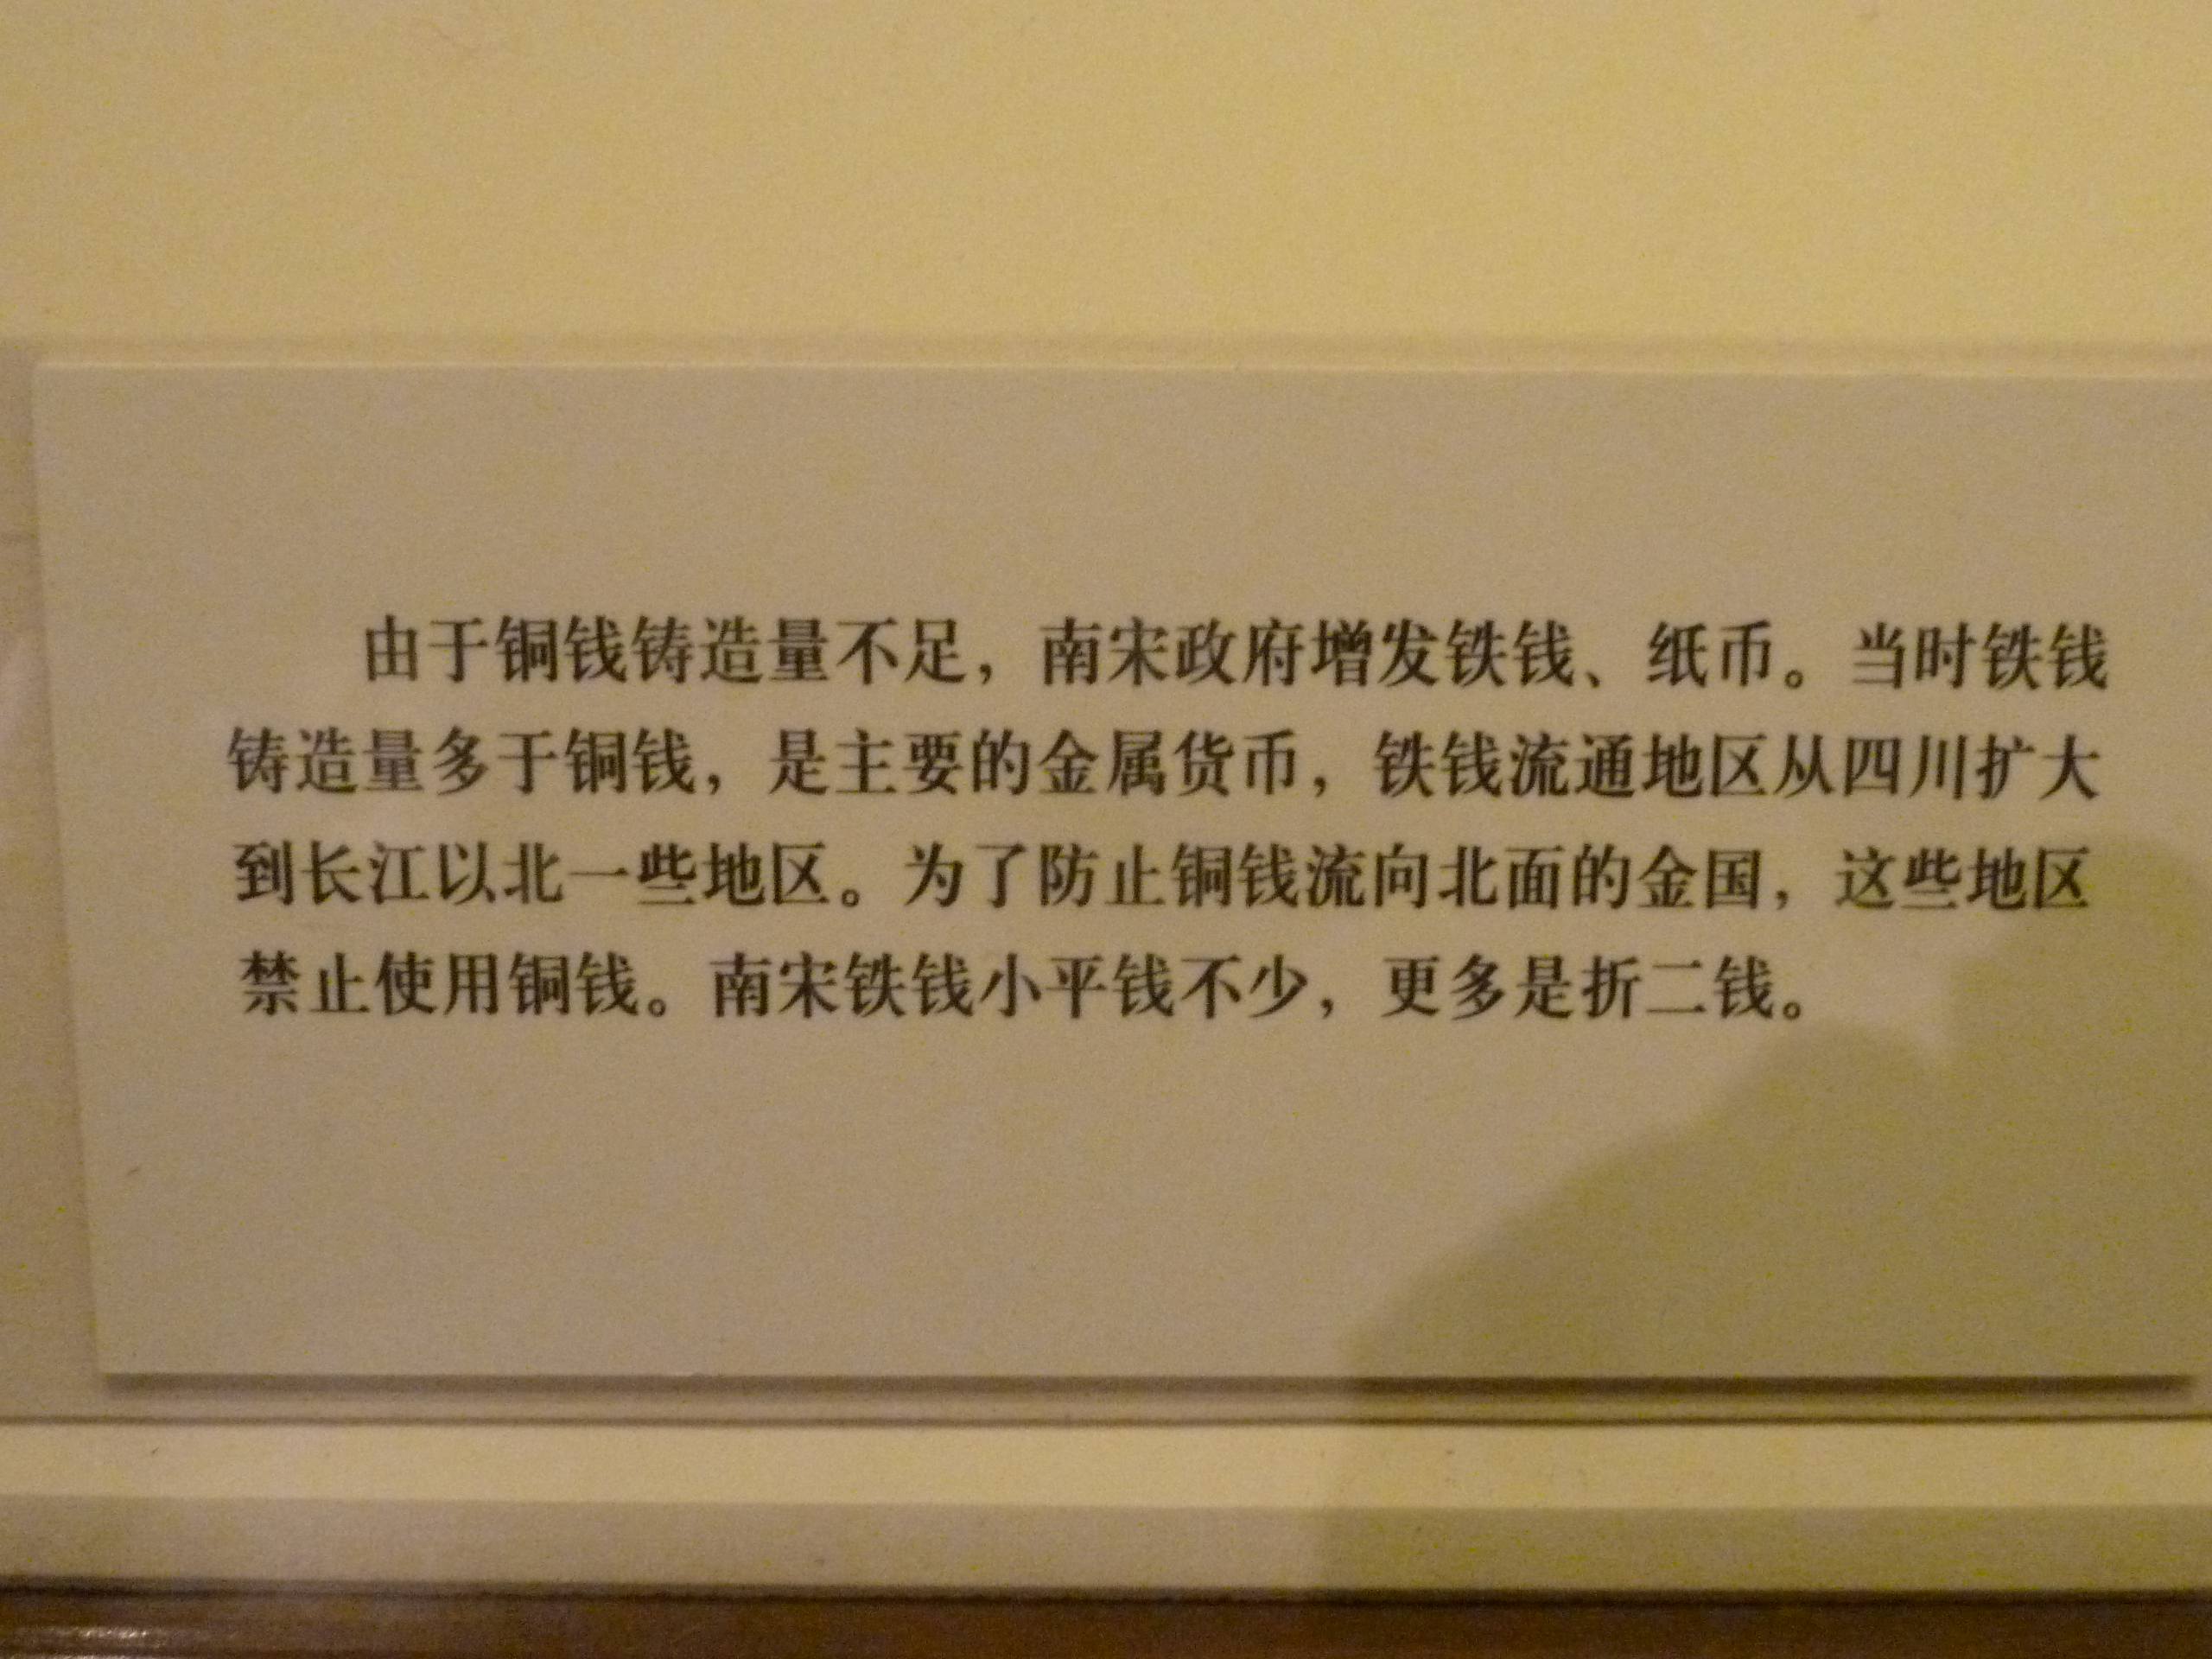 由于铜钱铸造量不足，南宋政府增发铁钱、纸币。当时铁钱
铸造量多于铜钱，是主要的金属货币，铁钱流通地区从四川扩大
到长江以北一些地区。为了防止铜钱流向北面的金国，这些地区
禁止使用铜钱。南宋铁钱小平钱不少，更多是折二钱。